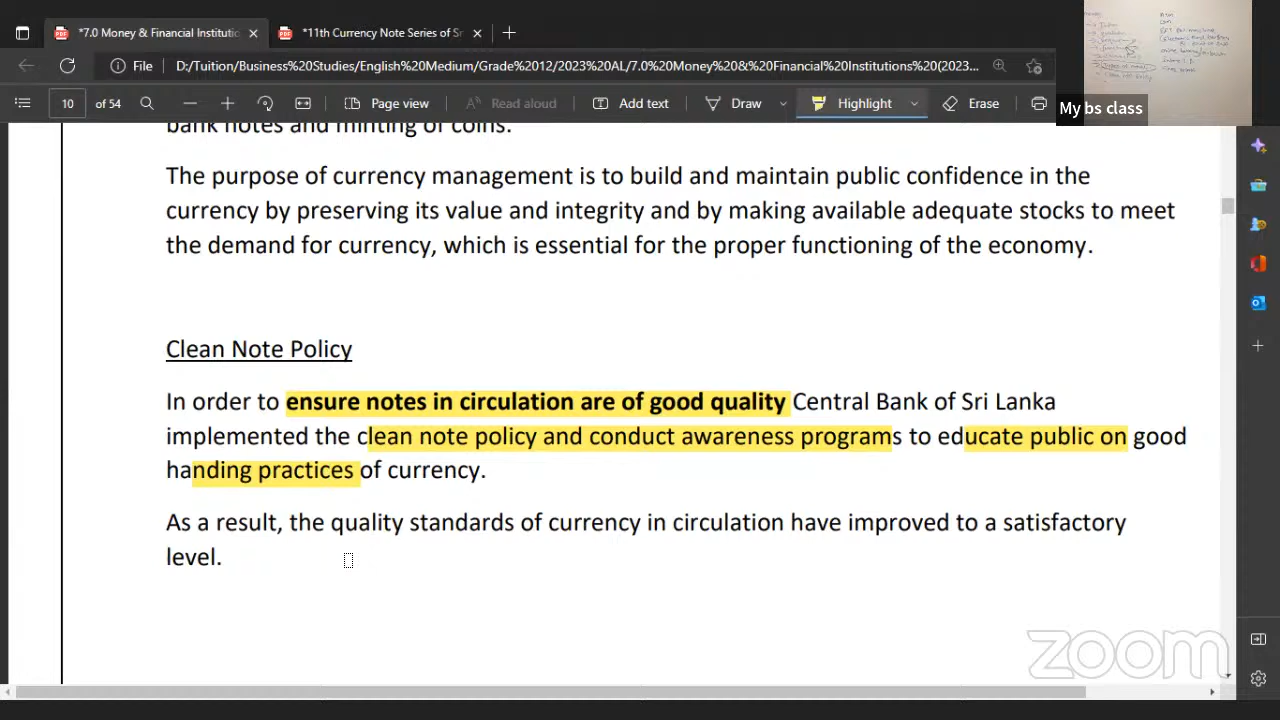 *7.0 Money & Financial Institutic
*11th Currency Note Series of Sr
File
D:/Tuition/Business%20Studies/English%20Medium/Grade%2012/2023%20AL/7.0%20Money%20&%20Financial%20Institutions%20(2023...
10 of 54
Page view
Read aloud
Add text
Draw
Highlight
Erase
My bs class
bank notes and minting of coins.
The purpose of currency management is to build and maintain public confidence in the
currency by preserving its value and integrity and by making available adequate stocks to meet
the demand for currency, which is essential for the proper functioning of the economy.
Clean Note Policy
In order to ensure notes in circulation are of good quality Central Bank of Sri Lanka
implemented the clean note policy and conduct awareness programs to educate public on good
handing practices of currency.
As a result, the quality standards of currency in circulation have improved to a satisfactory
level.
zoom